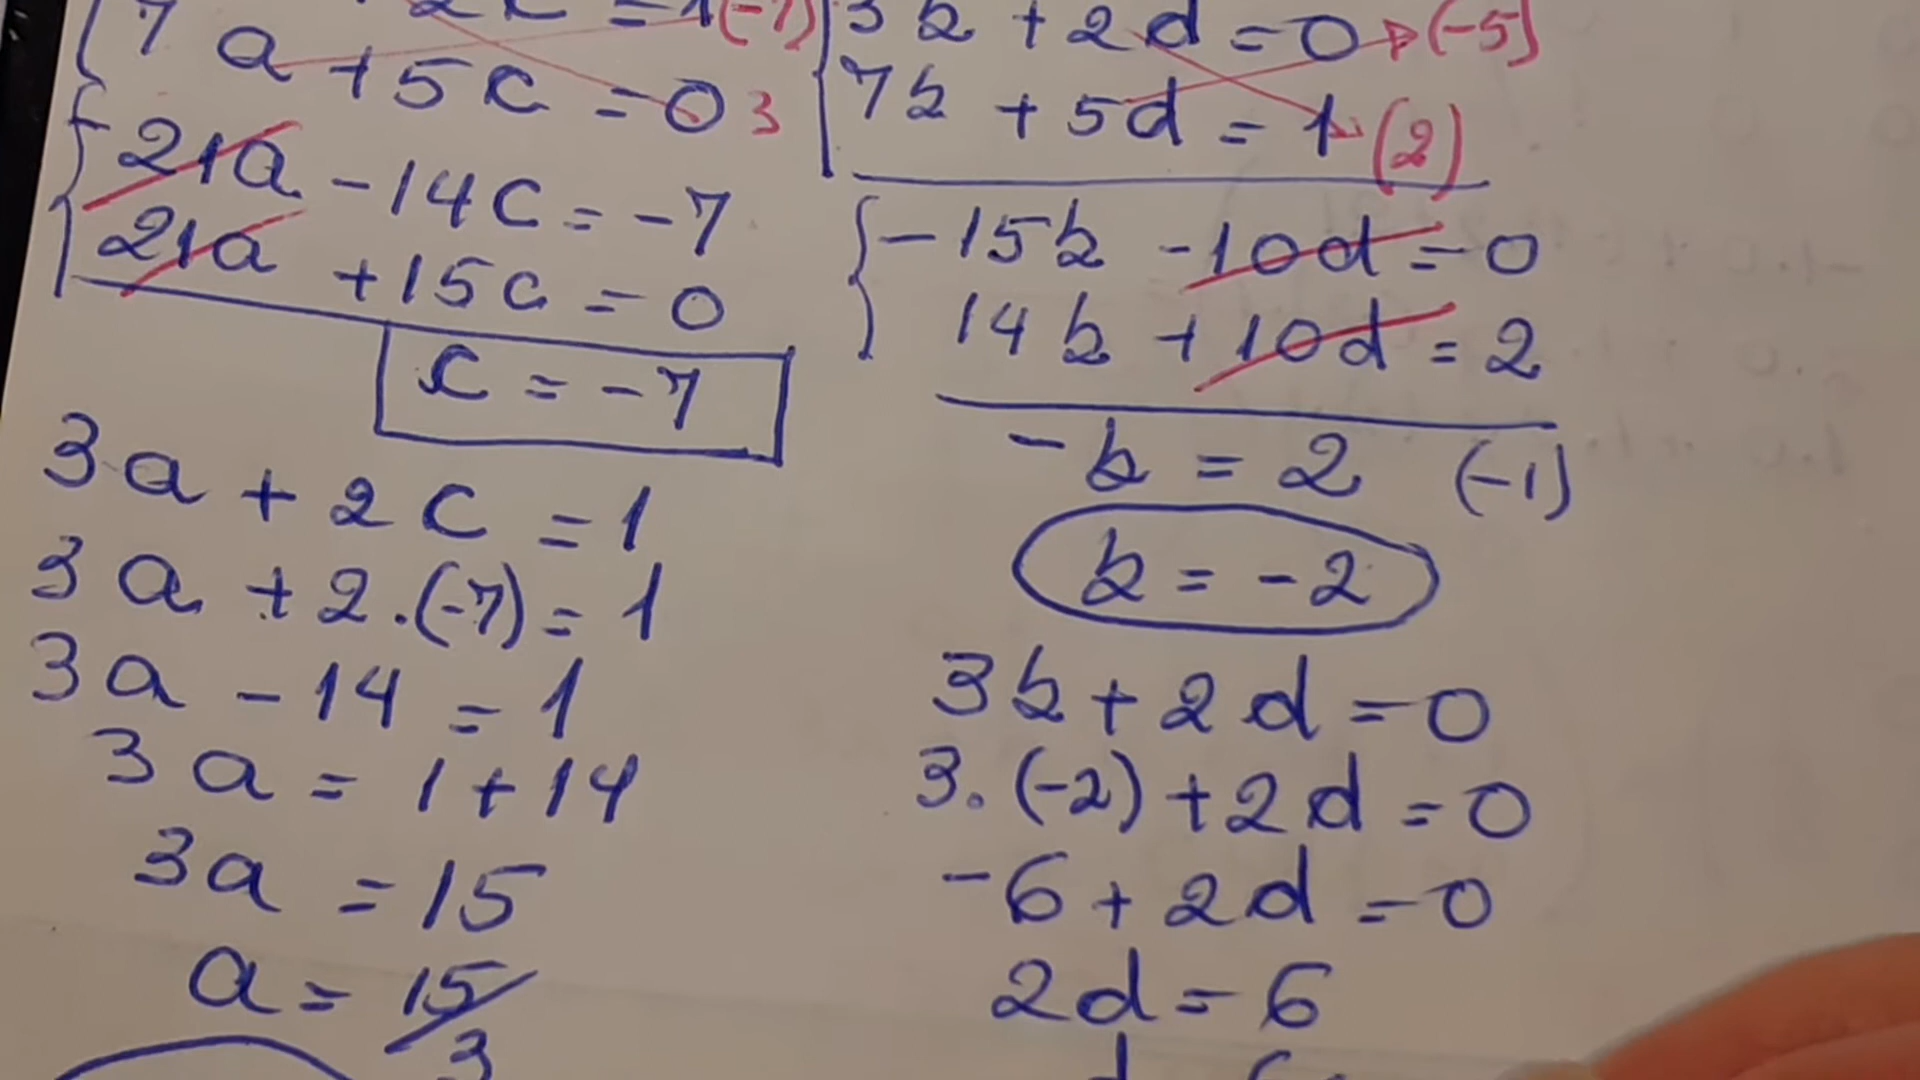 +2c = 1 (-7)
7a + 5c = 0 3
-21a - 14c = -7
21a + 15c = 0
c = -7
3a + 2c = 1
3a + 2.(-7) = 1
3a - 14 = 1
3a = 1 + 14
3a = 15
a = 15/3
3b + 2d = 0 (-5)
7b + 5d = 1 (2)
-15b - 10d = 0
14b + 10d = 2
-b = 2 (-1)
b = -2
3b + 2d = 0
3.(-2) + 2d = 0
-6 + 2d = 0
2d = 6